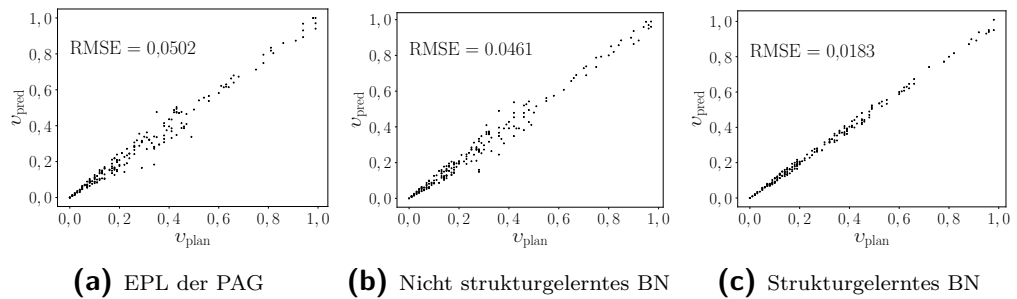 1,0
0,8
0,6
0,4
0,2
0,0
v_pred
RMSE = 0,0502
0,0 0,2 0,4 0,6 0,8 1,0
v_plan
(a) EPL der PAG
1,0
0,8
0,6
0,4
0,2
0,0
v_pred
RMSE = 0.0461
0,0 0,2 0,4 0,6 0,8 1,0
v_plan
(b) Nicht strukturgelerntes BN
1,0
0,8
0,6
0,4
0,2
0,0
v_pred
RMSE = 0,0183
0,0 0,2 0,4 0,6 0,8 1,0
v_plan
(c) Strukturgelerntes BN